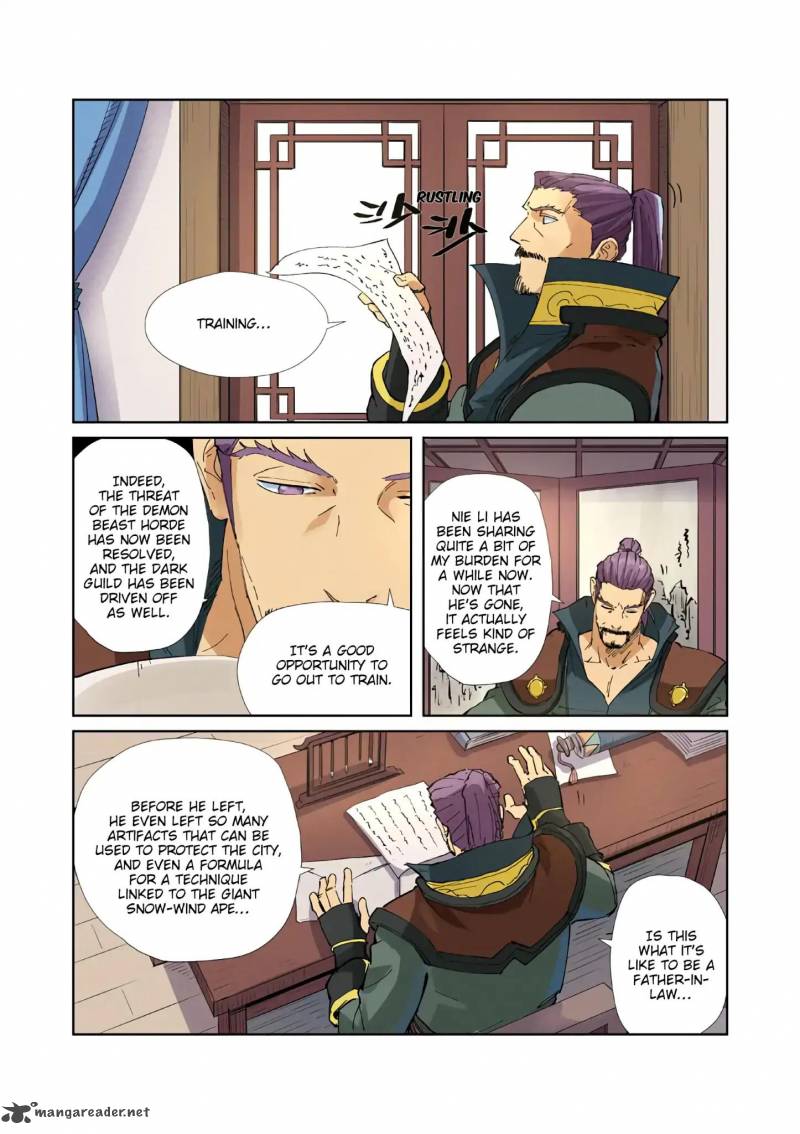 RUSTLING
TRAINING...
INDEED,
THE THREAT
OF THE
DEMON
BEAST HORDE
HAS NOW
BEEN
RESOLVED,
AND THE DARK
GUILD HAS BEEN
DRIVEN OFF
AS WELL.
IT'S A GOOD
OPPORTUNITY TO
GO OUT TO TRAIN.
NIE LI HAS
BEEN SHARING
QUITE A BIT OF
MY BURDEN FOR
A WHILE NOW.
NOW THAT
HE'S GONE,
IT ACTUALLY
FEELS KIND OF
STRANGE.
BEFORE HE LEFT,
HE EVEN LEFT SO MANY
ARTIFACTS THAT CAN BE
USED TO PROTECT THE CITY,
AND EVEN A FORMULA
FOR A TECHNIQUE
LINKED TO THE GIANT
SNOW-WIND APE...
IS THIS
WHAT IT'S
LIKE TO BE A
FATHER-IN-
LAW...
mangareader.net